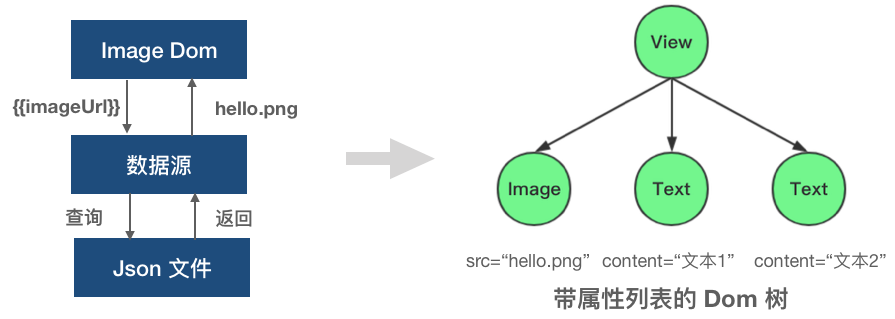 Image Dom
{{imageUrl}}
hello.png
数据源
查询
返回
Json 文件
View
Image
Text
Text
src=“hello.png”
content=“文本1”
content=“文本2”
带属性列表的 Dom 树